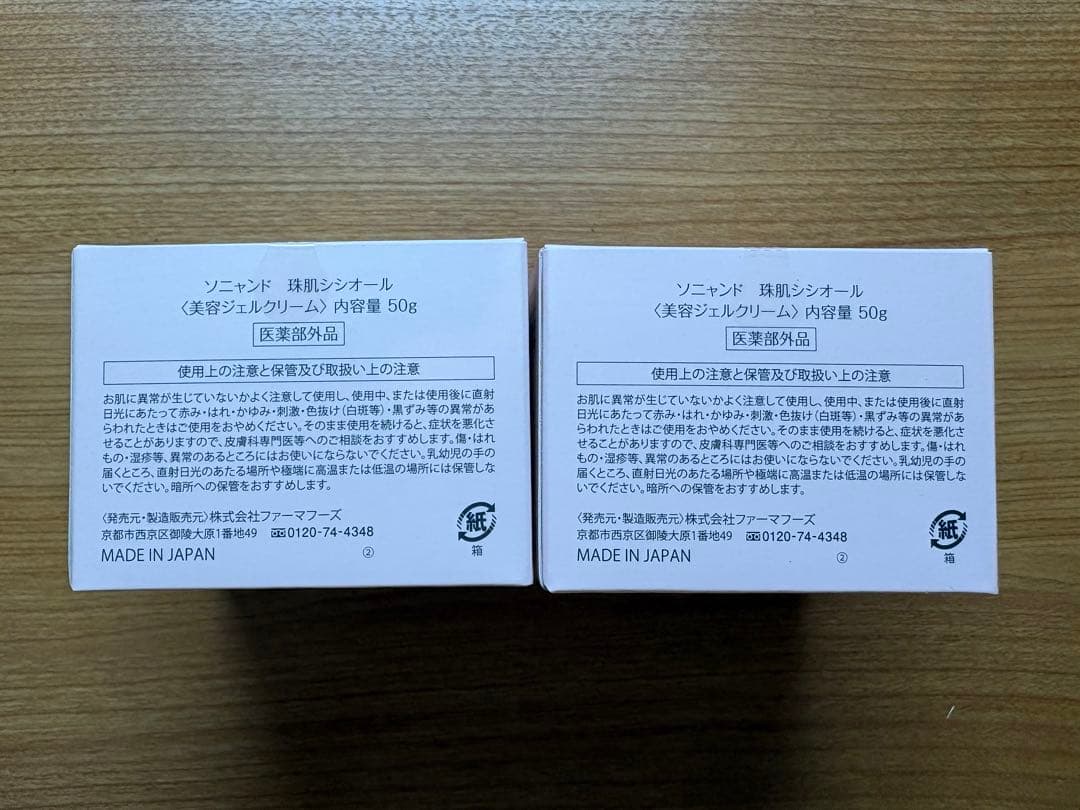 ソニャンド　珠肌シシオール
〈美容ジェルクリーム〉内容量 50g
医薬部外品
使用上の注意と保管及び取扱い上の注意
お肌に異常が生じていないかよく注意して使用し、使用中、または使用後に直射
日光にあたって赤み・はれ・かゆみ・刺激・色抜け(白斑等)・黒ずみ等の異常があ
らわれたときはご使用をおやめください。そのまま使用を続けると、症状を悪化さ
せることがありますので、皮膚科専門医等へのご相談をおすすめします。傷・はれ
もの・湿疹等、異常のあるところにはお使いにならないでください。乳幼児の手の
届くところ、直射日光のあたる場所や極端に高温または低温の場所には保管しな
いでください。暗所への保管をおすすめします。
〈発売元・製造販売元〉株式会社ファーマフーズ
京都市西京区御陵大原1番地49 0120-74-4348
MADE IN JAPAN ②
紙
箱
ソニャンド　珠肌シシオール
〈美容ジェルクリーム〉内容量 50g
医薬部外品
使用上の注意と保管及び取扱い上の注意
お肌に異常が生じていないかよく注意して使用し、使用中、または使用後に直射
日光にあたって赤み・はれ・かゆみ・刺激・色抜け(白斑等)・黒ずみ等の異常があ
らわれたときはご使用をおやめください。そのまま使用を続けると、症状を悪化さ
せることがありますので、皮膚科専門医等へのご相談をおすすめします。傷・はれ
もの・湿疹等、異常のあるところにはお使いにならないでください。乳幼児の手の
届くところ、直射日光のあたる場所や極端に高温または低温の場所には保管しな
いでください。暗所への保管をおすすめします。
〈発売元・製造販売元〉株式会社ファーマフーズ
京都市西京区御陵大原1番地49 0120-74-4348
MADE IN JAPAN ②
紙
箱